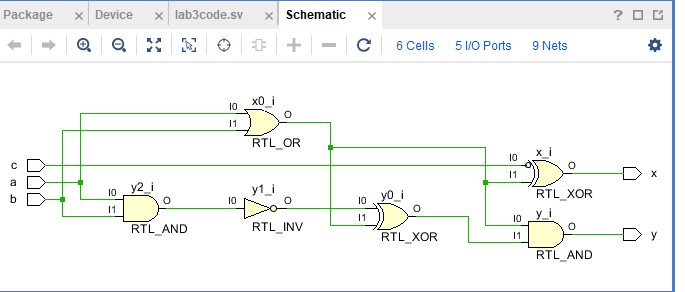 Package × Device × lab3code.sv × Schematic ×
?
6 Cells 5 I/O Ports 9 Nets
x0_i
I0 O
I1
RTL_OR
c
a
b
y2_i
I0 O
I1
RTL_AND
y1_i
I0 O
RTL_INV
y0_i
I0 O
I1
RTL_XOR
x_i
I0 O
I1
RTL_XOR
x
y_i
I0 O
I1
RTL_AND
y